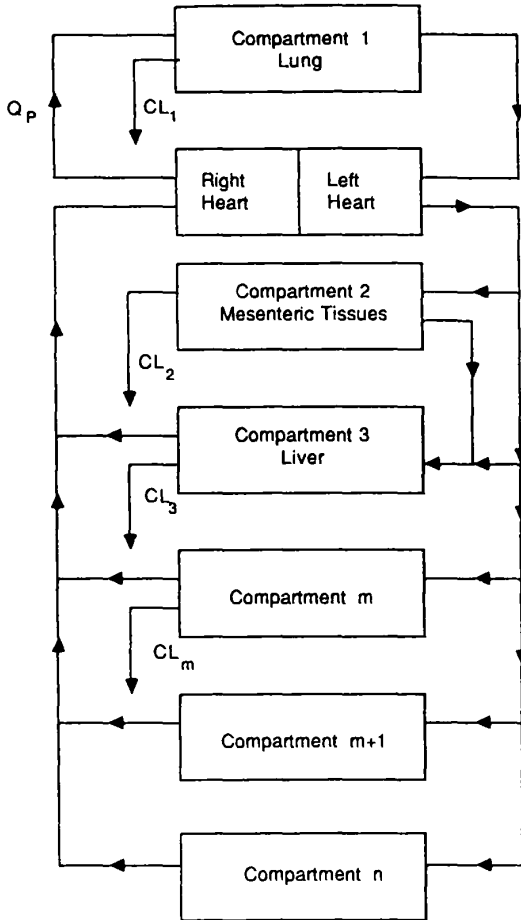 Compartment 1
Lung
Q_P
CL_1
Right
Heart
Left
Heart
Compartment 2
Mesenteric Tissues
CL_2
Compartment 3
Liver
CL_3
Compartment m
CL_m
Compartment m+1
Compartment n